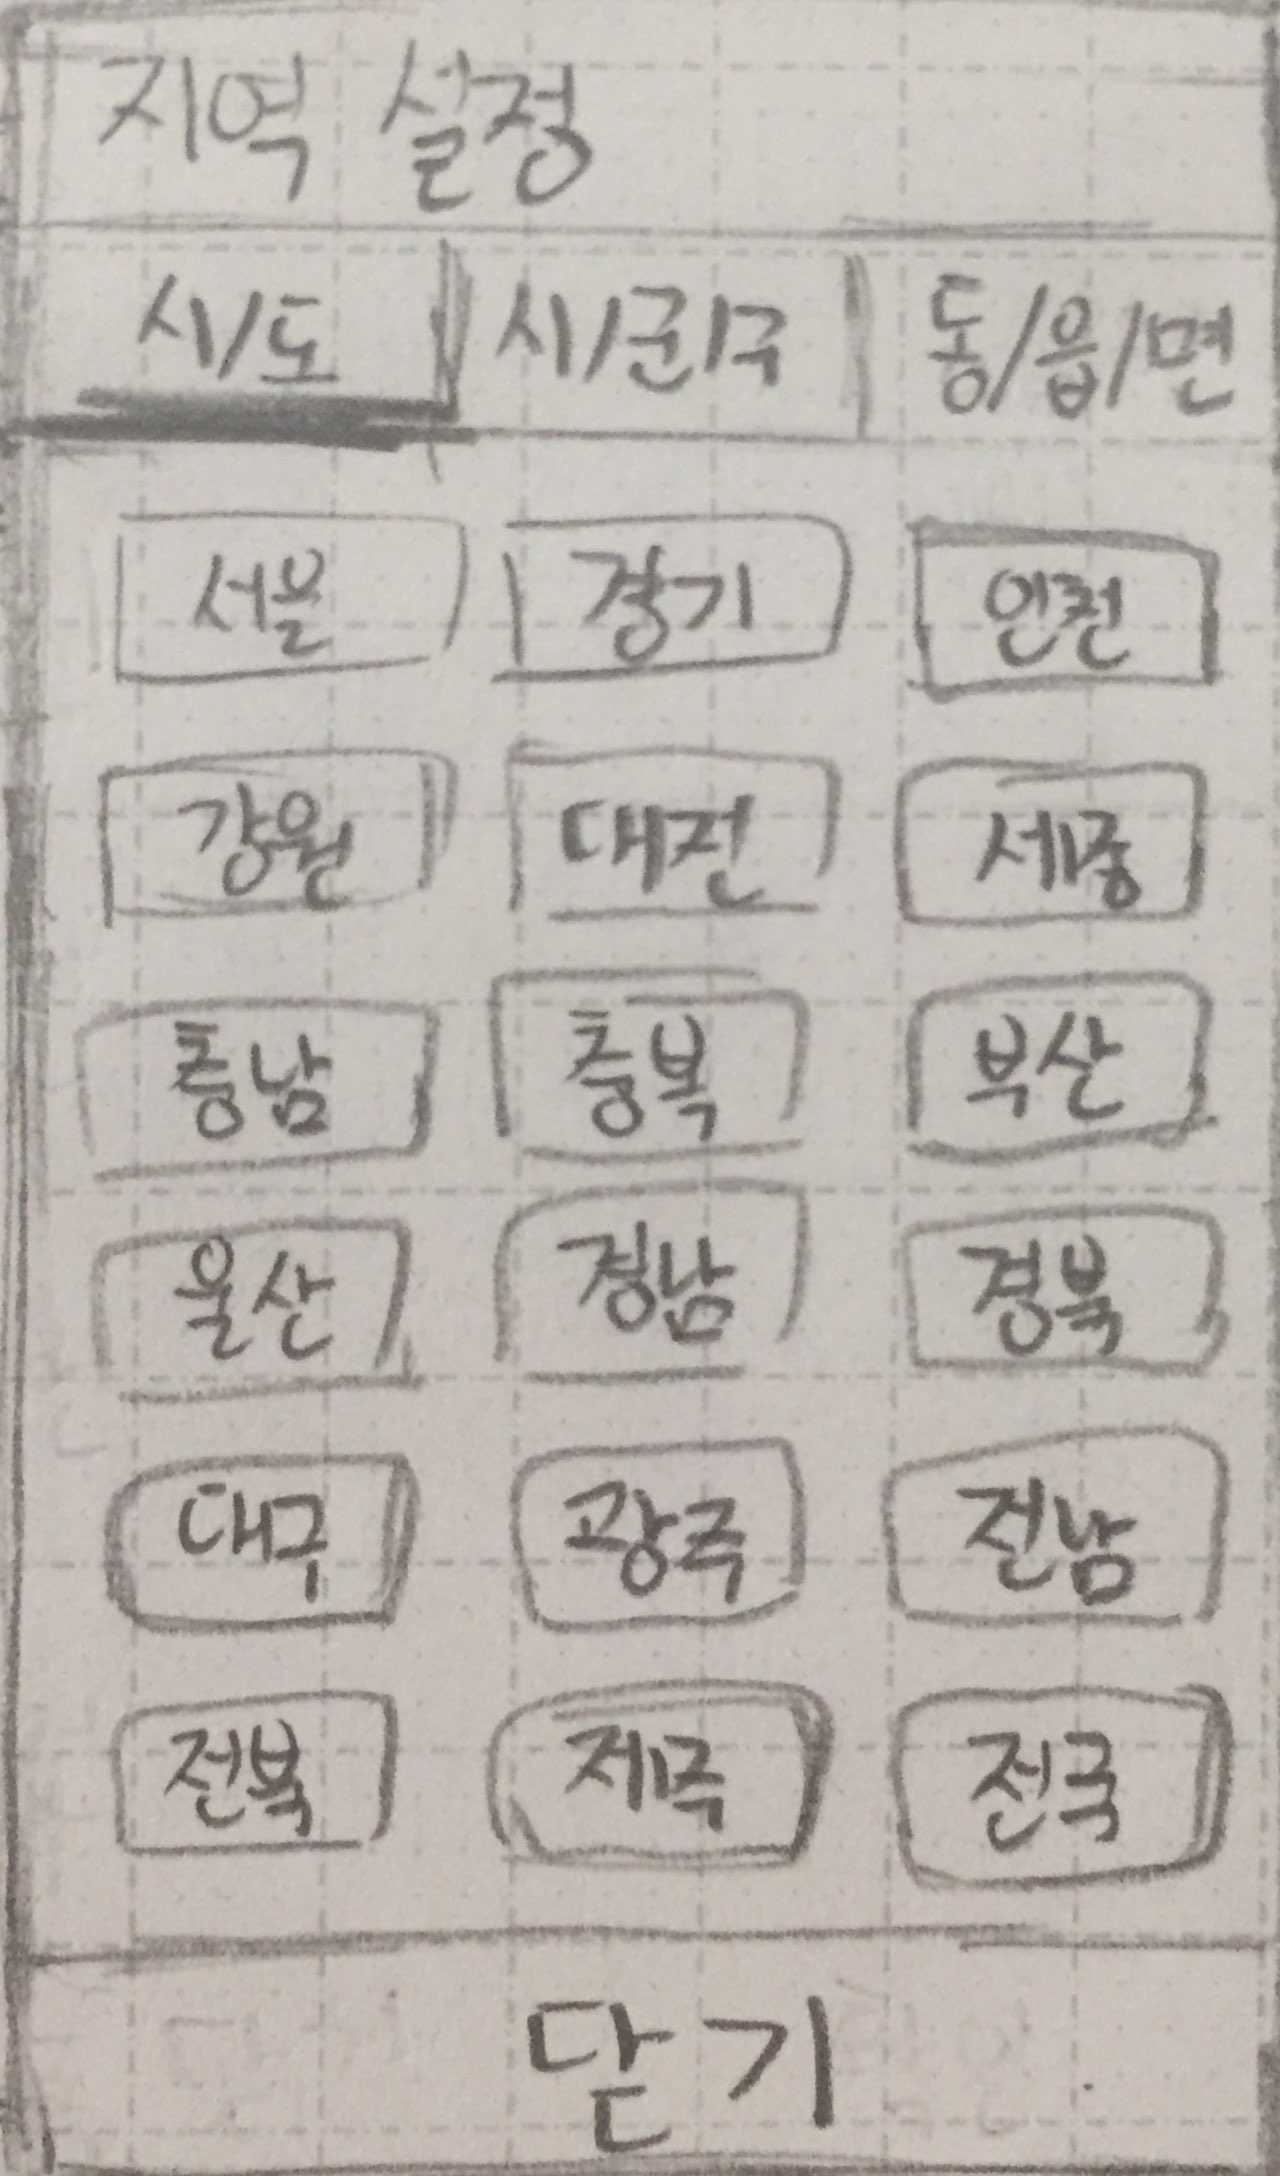 지역 설정
시/도 시/군/구 동/읍/면
서울 경기 인천
강원 대전 세종
충남 충북 부산
울산 경남 경북
대구 광주 전남
전북 제주 전국
닫기